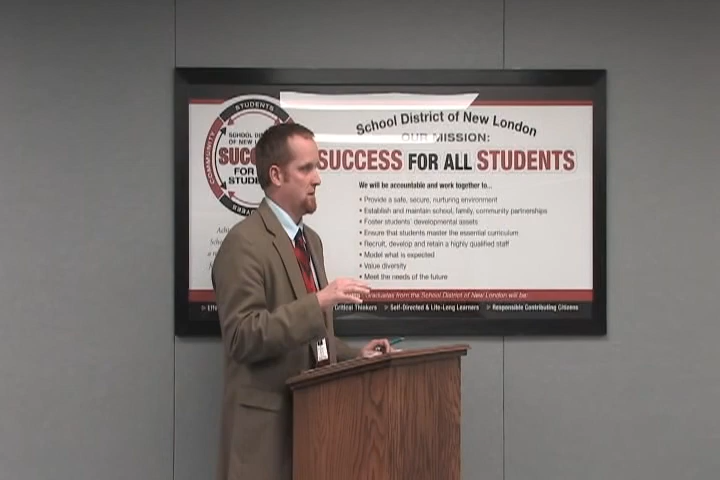 STUDENTS
COMMUNITY
SCHOOL
OF NEW
SUCC
FOR
STUDE
School District of New London
OUR MISSION:
SUCCESS FOR ALL STUDENTS
We will be accountable and work together to...
• Provide a safe, secure, nurturing environment
• Establish and maintain school, family, community partnerships
• Foster students' developmental assets
• Ensure that students master the essential curriculum
• Recruit, develop and retain a highly qualified staff
• Model what is expected
• Value diversity
• Meet the needs of the future
Graduates from the School District of New London will be:
Critical Thinkers > Self-Directed & Life-Long Learners > Responsible Contributing Citizens